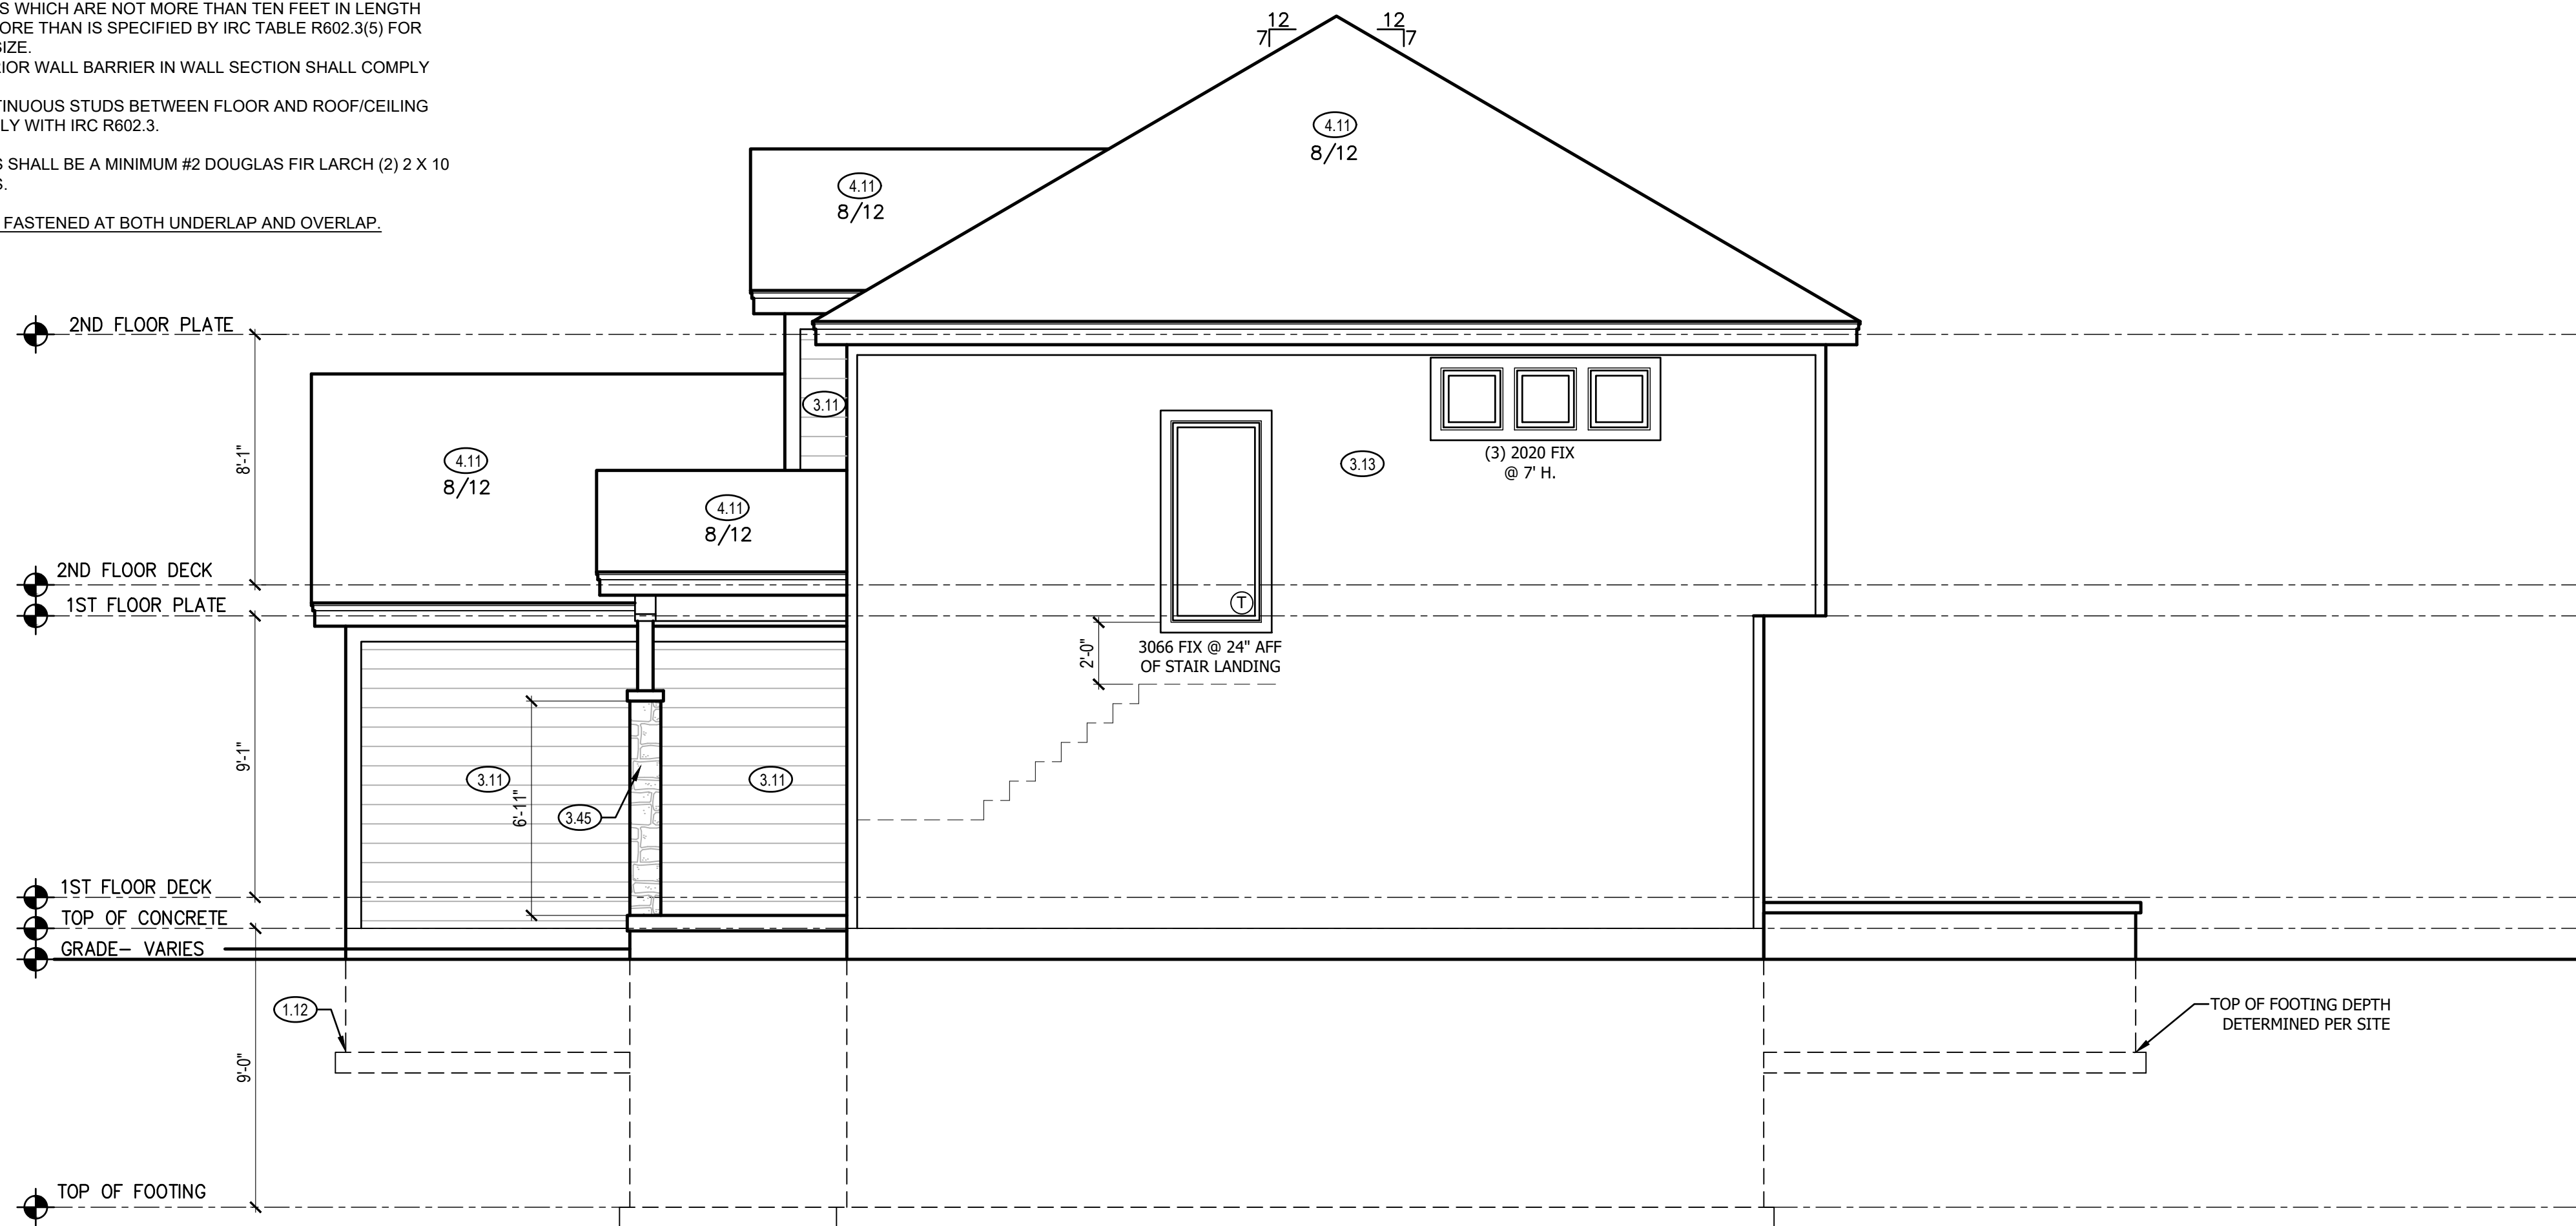 S WHICH ARE NOT MORE THAN TEN FEET IN LENGTH
ORE THAN IS SPECIFIED BY IRC TABLE R602.3(5) FOR
SIZE.
RIOR WALL BARRIER IN WALL SECTION SHALL COMPLY
TINUOUS STUDS BETWEEN FLOOR AND ROOF/CEILING
LY WITH IRC R602.3.
S SHALL BE A MINIMUM #2 DOUGLAS FIR LARCH (2) 2 X 10
S.
FASTENED AT BOTH UNDERLAP AND OVERLAP.
12
7
12
7
4.11
8/12
4.11
8/12
2ND FLOOR PLATE
3.11
8'-1"
4.11
8/12
4.11
8/12
3.13
(3) 2020 FIX
@ 7' H.
2ND FLOOR DECK
1ST FLOOR PLATE
T
2'-0"
3066 FIX @ 24" AFF
OF STAIR LANDING
9'-1"
3.11
6'-11"
3.45
3.11
1ST FLOOR DECK
TOP OF CONCRETE
GRADE- VARIES
1.12
TOP OF FOOTING DEPTH
DETERMINED PER SITE
9'-0"
TOP OF FOOTING